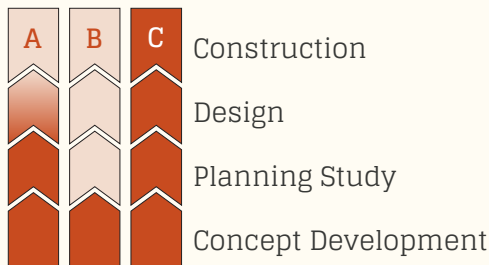 A B C
Construction
Design
Planning Study
Concept Development